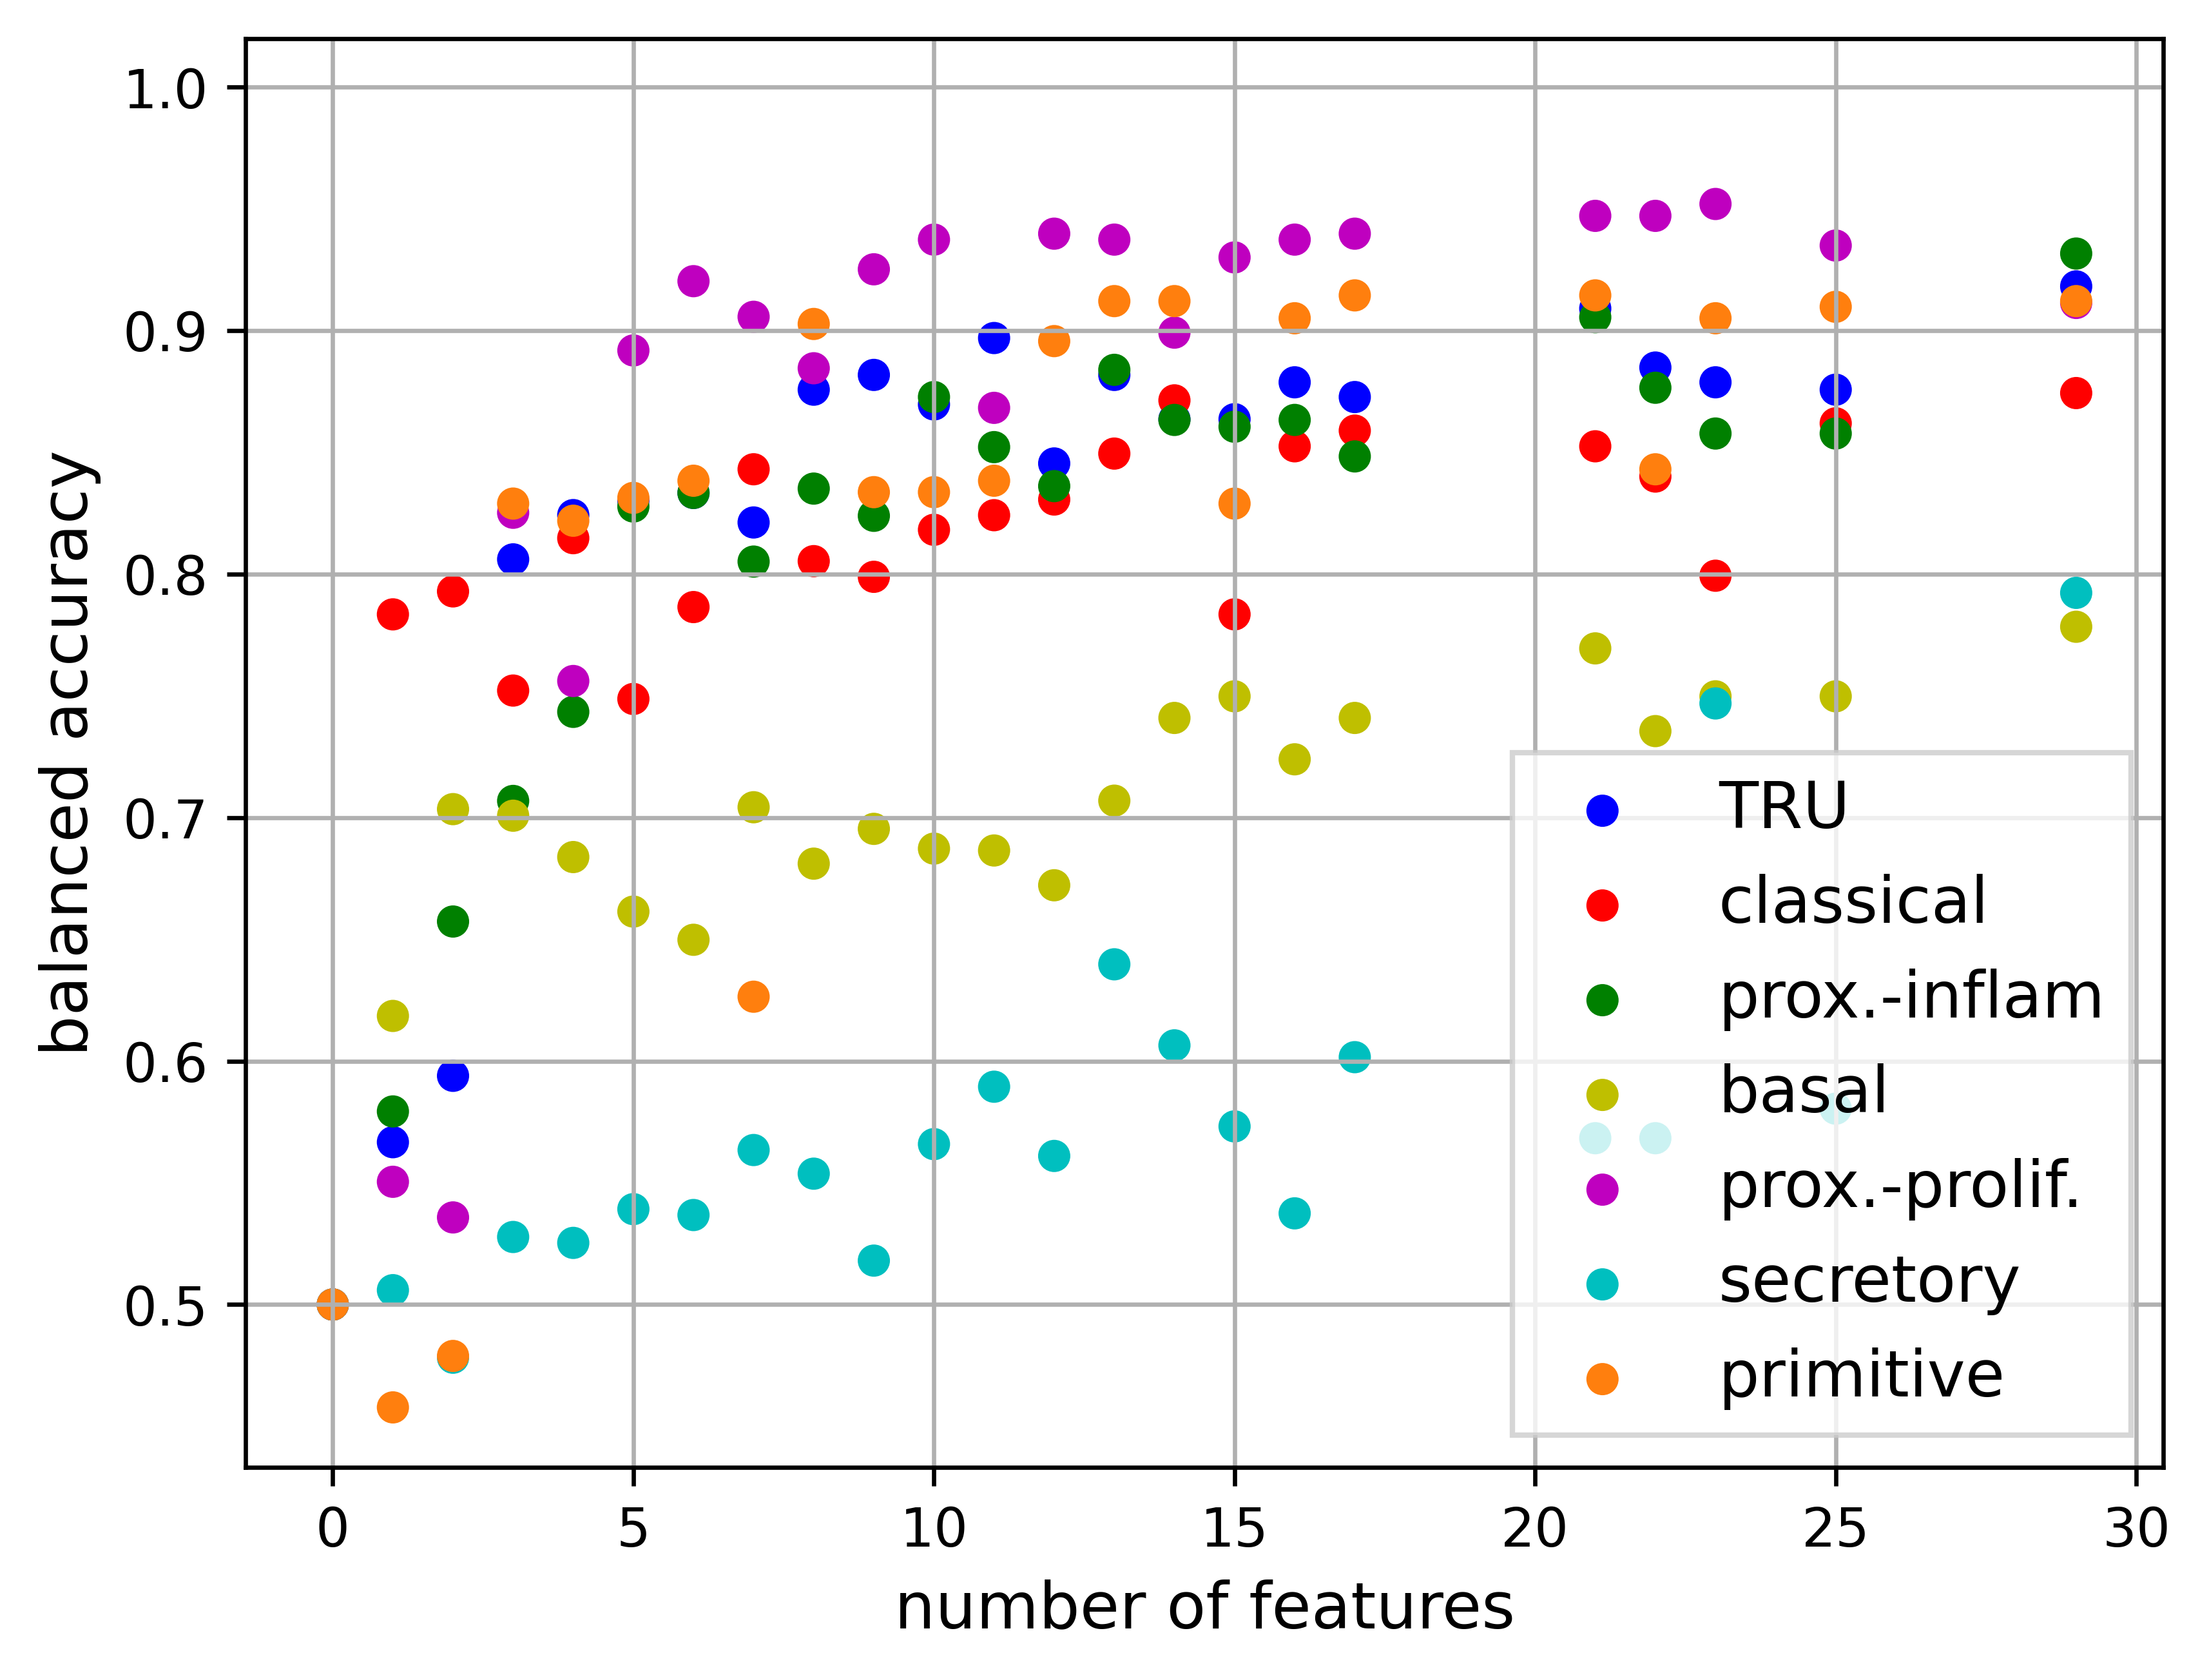 1.0
0.9
0.8
0.7
0.6
0.5
balanced accuracy
TRU
classical
prox.-inflam
basal
prox.-prolif.
secretory
primitive
0 5 10 15 20 25 30
number of features